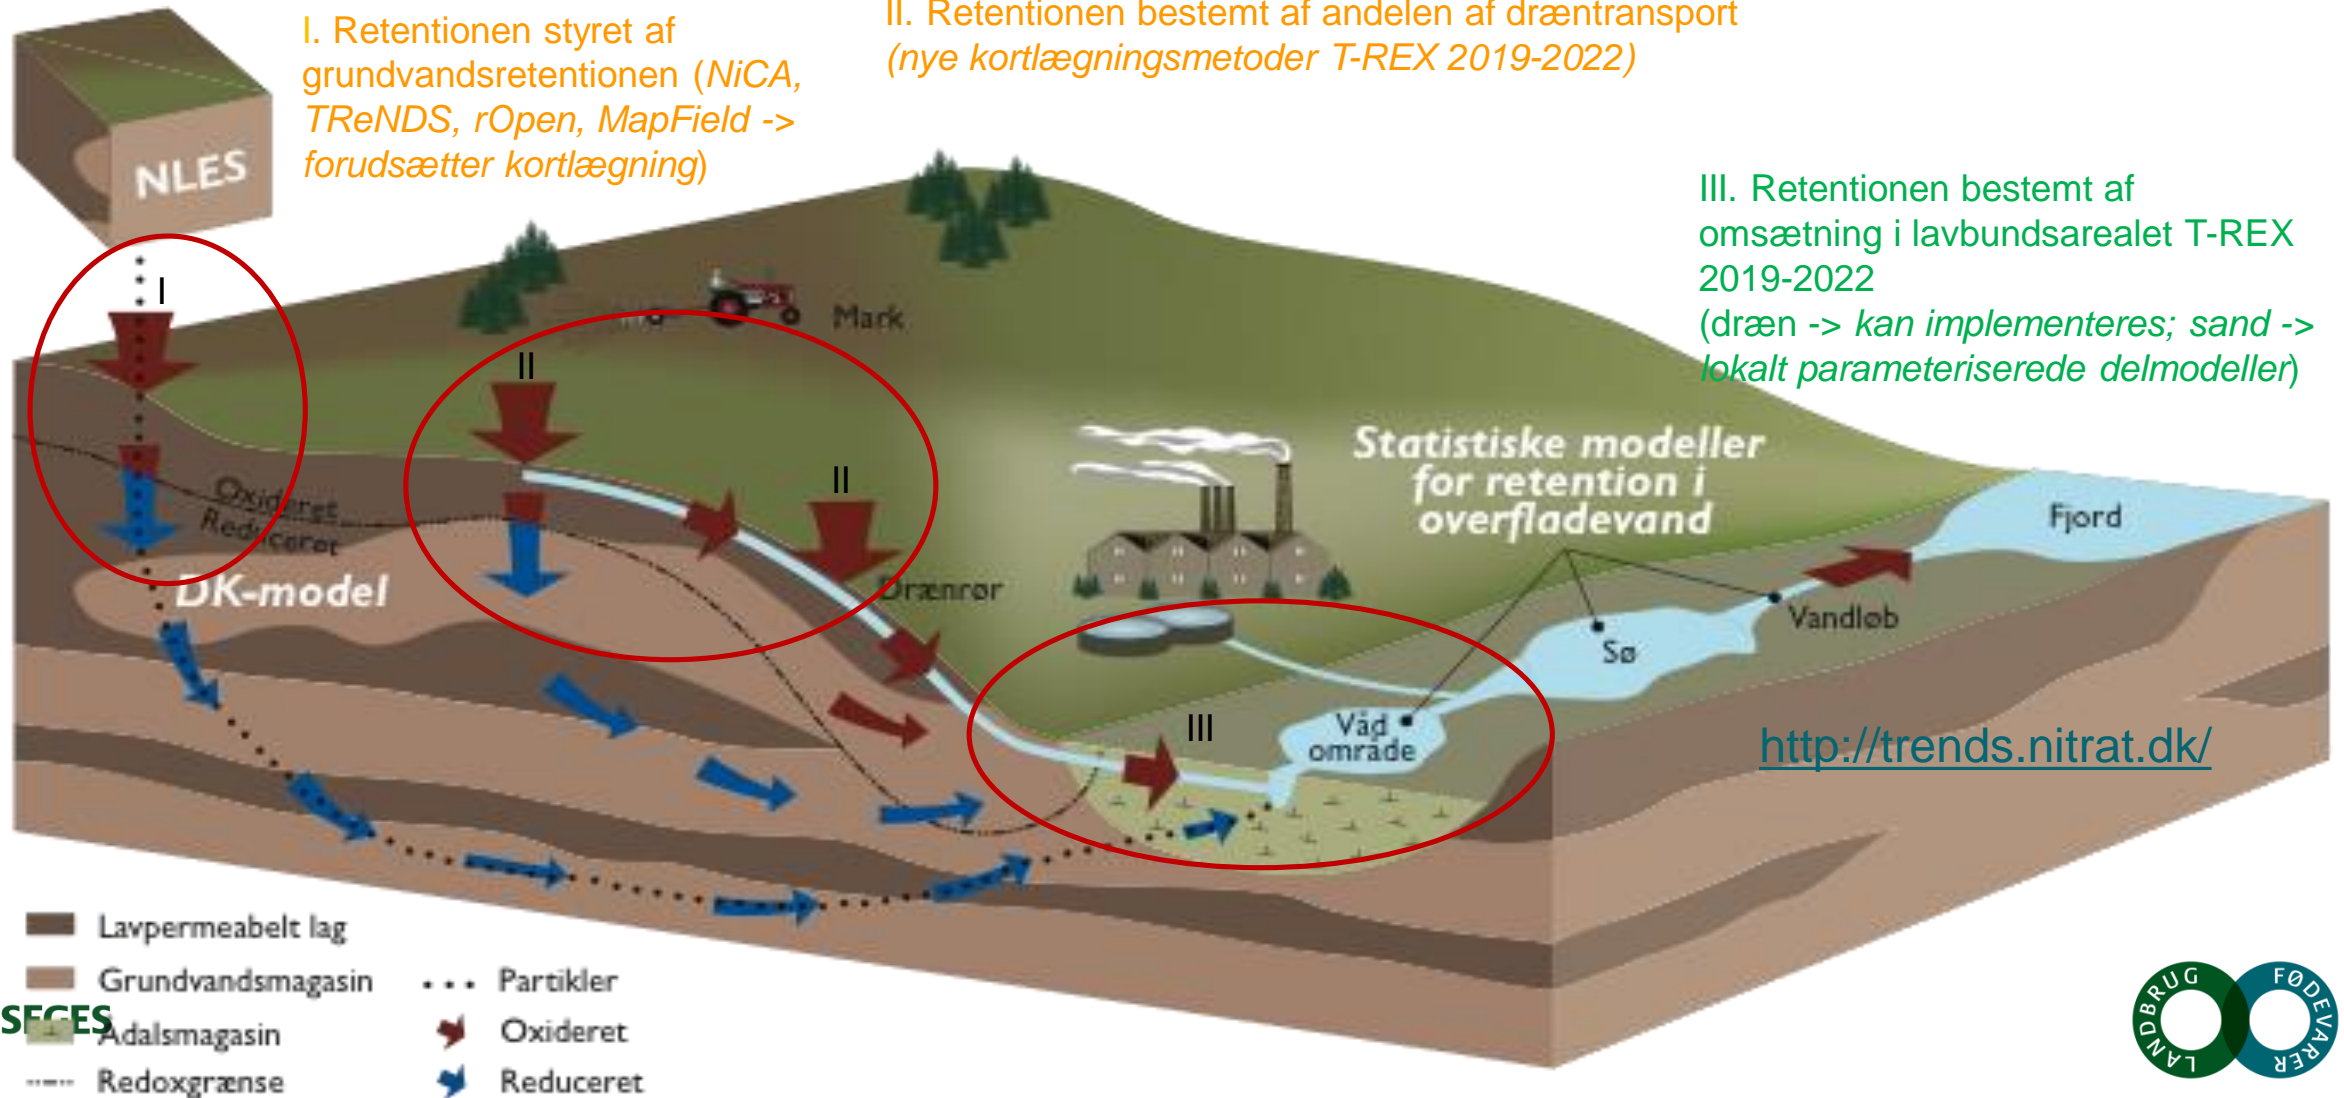 I. Retentionen styret af
grundvandsretentionen (NiCA,
TReNDS, rOpen, MapField ->
forudsætter kortlægning)
II. Retentionen bestemt af andelen af dræntransport
(nye kortlægningsmetoder T-REX 2019-2022)
III. Retentionen bestemt af
omsætning i lavbundsarealet T-REX
2019-2022
(dræn -> kan implementeres; sand ->
lokalt parameteriserede delmodeller)
NLES
I
Mark
II
II
Oxideret
Reduceret
DK-model
Drænrør
Statistiske modeller
for retention i
overfladevand
Fjord
Vandløb
Sø
Våd
område
III
http://trends.nitrat.dk/
Lavpermeabelt lag
Grundvandsmagasin
Ådalsmagasin
Redoxgrænse
Partikler
Oxideret
Reduceret
SEGES
LANDBRUG
FØDEVARER